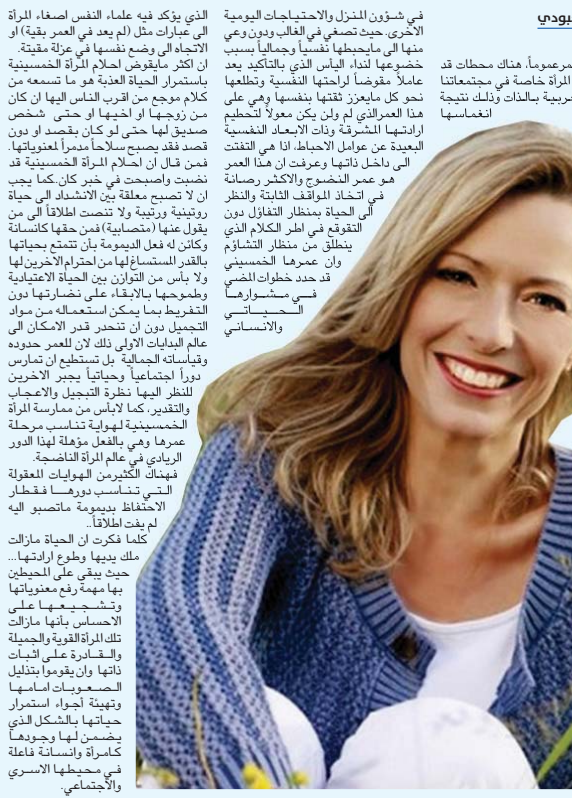 ـبودي
ـمر عموماً. هناك محطات قد
المرأة خاصة في مجتمعاتنا
ـعربية بالذات وذلك نتيجة
انغماسها
في شؤون المنزل والاحتياجات اليومية
الاخرى. حيث تصغي في الغالب ودون وعي
منها الى مايحبطها نفسياً وجمالياً بسبب
خضوعها لنداء اليأس الذي بالتأكيد يعد
عاملاً مقوضاً لراحتها النفسية وتطلعها
نحو كل مايعزز ثقتها بنفسها وهي على
هذا العمرالذي لم ولن يكن معولاً لتحطيم
ارادتها المشرقة وذات الابعاد النفسية
البعيدة عن عوامل الاحباط، اذا هي التفتت
الى داخل ذاتها وعرفت ان هذا العمر
هو عمر النضوج والاكثر رصانة
في اتخاذ المواقف الثابتة والنظر
الى الحياة بمنظار التفاؤل دون
التقوقع في اطر الكلام الذي
ينطلق من منظار التشاؤم
وان عمرها الخمسيني
قد حدد خطوات المضي
في مشوارها
الحياتي
والانساني
الذي يؤكد فيه علماء النفس اصغاء المرأة
الى عبارات مثل (لم يعد في العمر بقية) او
الاتجاه الى وضع نفسها في عزلة مقيتة.
ان اكثر مايقوض احلام المرأة الخمسينية
باستمرار الحياة العذبة هو ما تسمعه من
كلام موجع من اقرب الناس اليها ان كان
من زوجها او اخيها او حتى شخص
صديق لها حتى لو كان بقصد او دون
قصد فقد يصبح سلاحاً مدمراً لمعنوياتها.
فمن قال ان احلام المرأة الخمسينية قد
نضبت واصبحت في خبر كان.كما يجب
ان لا تصبح معلقة بين الانشداد الى حياة
روتينية ورتيبة ولا تنصت اطلاقاً الى من
يقول عنها (متصابية) فمن حقها كانسانة
وكائن له فعل الديمومة بأن تتمتع بحياتها
بالقدر المستساغ لها من احترام الاخرين لها
ولا بأس من التوازن بين الحياة الاعتيادية
وطموحها بالابقاء على نضارتها دون
التفريط بما يمكن استعماله من مواد
التجميل دون ان تنحدر قدر الامكان الى
عالم البدايات الاولى ذلك لان للعمر حدوده
وقياساته الجمالية بل تستطيع ان تمارس
دوراً اجتماعياً وحياتياً يجبر الاخرين
للنظر اليها نظرة التبجيل والاعجاب
والتقدير، كما لابأس من ممارسة المرأة
الخمسينية لهواية تناسب مرحلة
عمرها وهي بالفعل مؤهلة لهذا الدور
الريادي في عالم المرأة الناضجة.
فهناك الكثيرمن الهوايات المعقولة
التي تناسب دورها فقطار
الاحتفاظ بديمومة ماتصبو اليه
لم يفت اطلاقاً..
كلما فكرت ان الحياة مازالت
ملك يديها وطوع ارادتها...
حيث يبقى على المحيطين
بها مهمة رفع معنوياتها
وتشجيعها على
الاحساس بأنها مازالت
تلك المرأة القوية والجميلة
والقادرة على اثبات
ذاتها وان يقوموا بتذليل
الصعوبات امامها
وتهيئة أجواء استمرار
حياتها بالشكل الذي
يضمن لها وجودها
كامرأة وانسانة فاعلة
في محيطها الاسري
والاجتماعي.